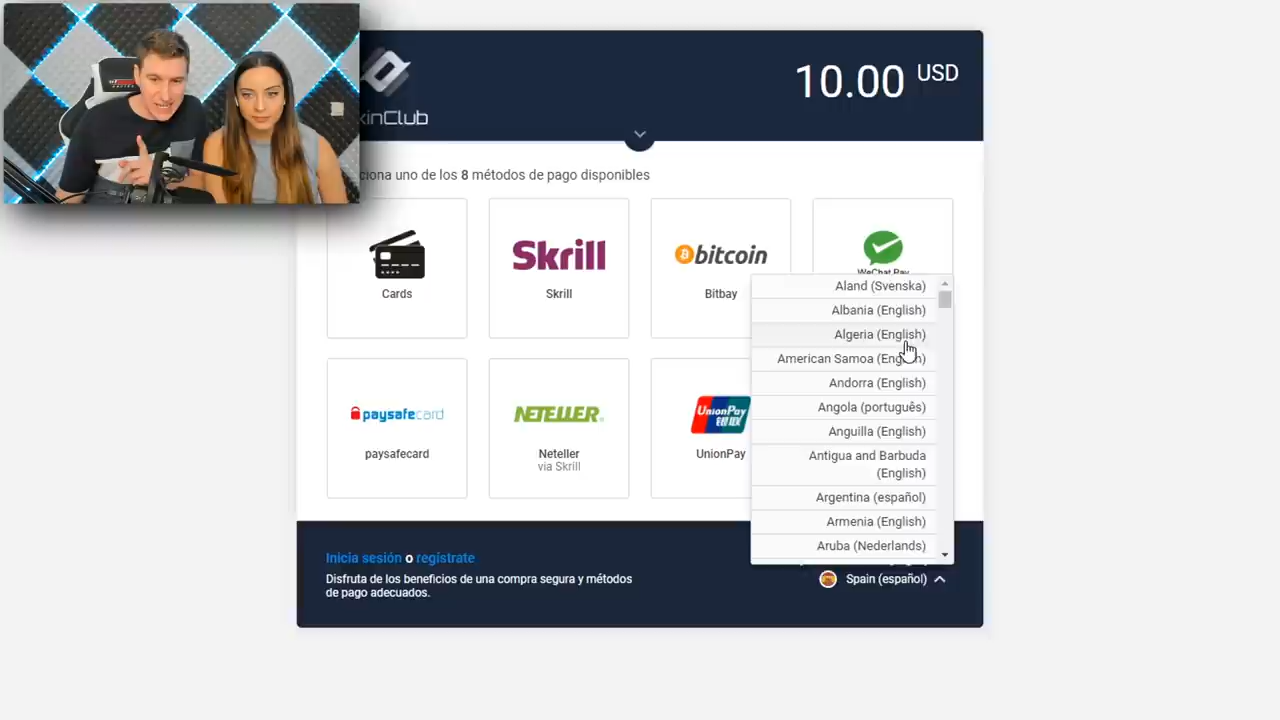 kinClub
10.00 USD
ciona uno de los 8 métodos de pago disponibles
Cards
Skrill
Skrill
bitcoin
Bitbay
WeChat Pay
paysafecard
paysafecard
NETELLER
Neteller
via Skrill
UnionPay
银联
UnionPay
Aland (Svenska)
Albania (English)
Algeria (English)
American Samoa (English)
Andorra (English)
Angola (português)
Anguilla (English)
Antigua and Barbuda
(English)
Argentina (español)
Armenia (English)
Aruba (Nederlands)
Inicia sesión o regístrate
Disfruta de los beneficios de una compra segura y métodos
de pago adecuados.
Spain (español)